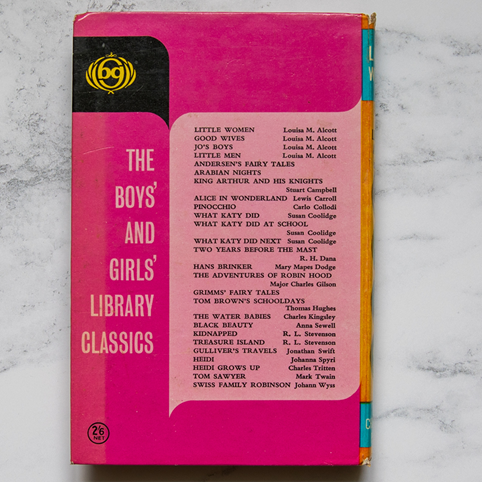 bg
THE
BOYS'
AND
GIRLS'
LIBRARY
CLASSICS
LITTLE WOMEN Louisa M. Alcott
GOOD WIVES Louisa M. Alcott
JO'S BOYS Louisa M. Alcott
LITTLE MEN Louisa M. Alcott
ANDERSEN'S FAIRY TALES
ARABIAN NIGHTS
KING ARTHUR AND HIS KNIGHTS
Stuart Campbell
ALICE IN WONDERLAND Lewis Carroll
PINOCCHIO Carlo Collodi
WHAT KATY DID Susan Coolidge
WHAT KATY DID AT SCHOOL
Susan Coolidge
WHAT KATY DID NEXT Susan Coolidge
TWO YEARS BEFORE THE MAST
R. H. Dana
HANS BRINKER Mary Mapes Dodge
THE ADVENTURES OF ROBIN HOOD
Major Charles Gilson
GRIMMS' FAIRY TALES
TOM BROWN'S SCHOOLDAYS
Thomas Hughes
THE WATER BABIES Charles Kingsley
BLACK BEAUTY Anna Sewell
KIDNAPPED R. L. Stevenson
TREASURE ISLAND R. L. Stevenson
GULLIVER'S TRAVELS Jonathan Swift
HEIDI Johanna Spyri
HEIDI GROWS UP Charles Tritten
TOM SAWYER Mark Twain
SWISS FAMILY ROBINSON Johann Wyss
2/6
NET